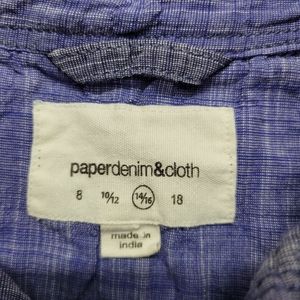 paperdenim&cloth
8 10/12 14/16 18
made in
india